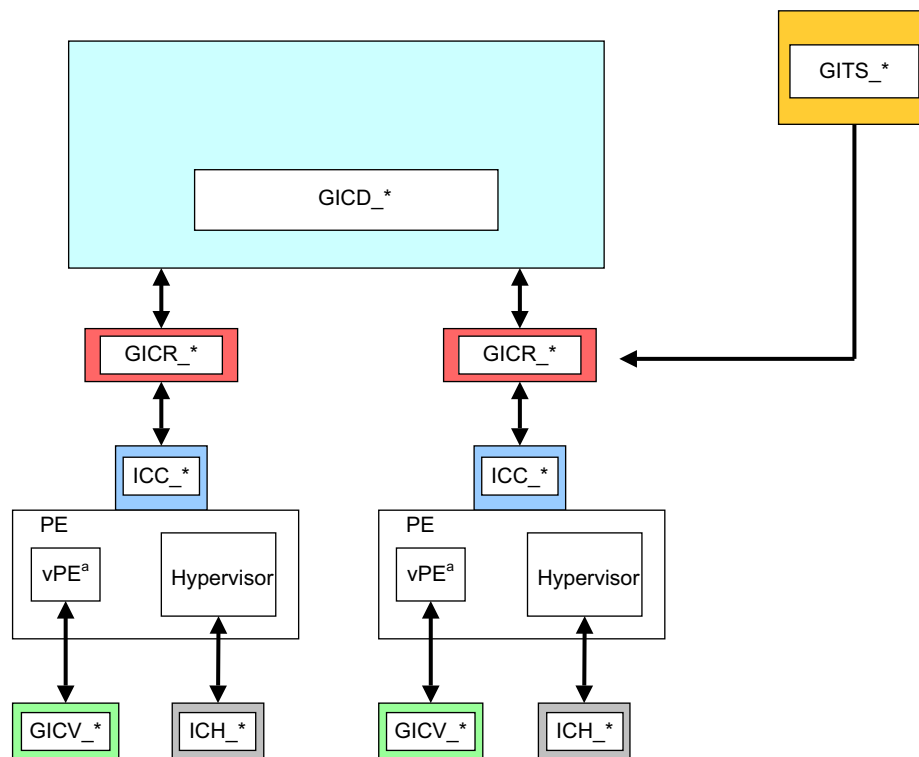 GITS_*
GICD_*
GICR_*
GICR_*
ICC_*
ICC_*
PE
PE
vPEᵃ
Hypervisor
vPEᵃ
Hypervisor
GICV_*
ICH_*
GICV_*
ICH_*